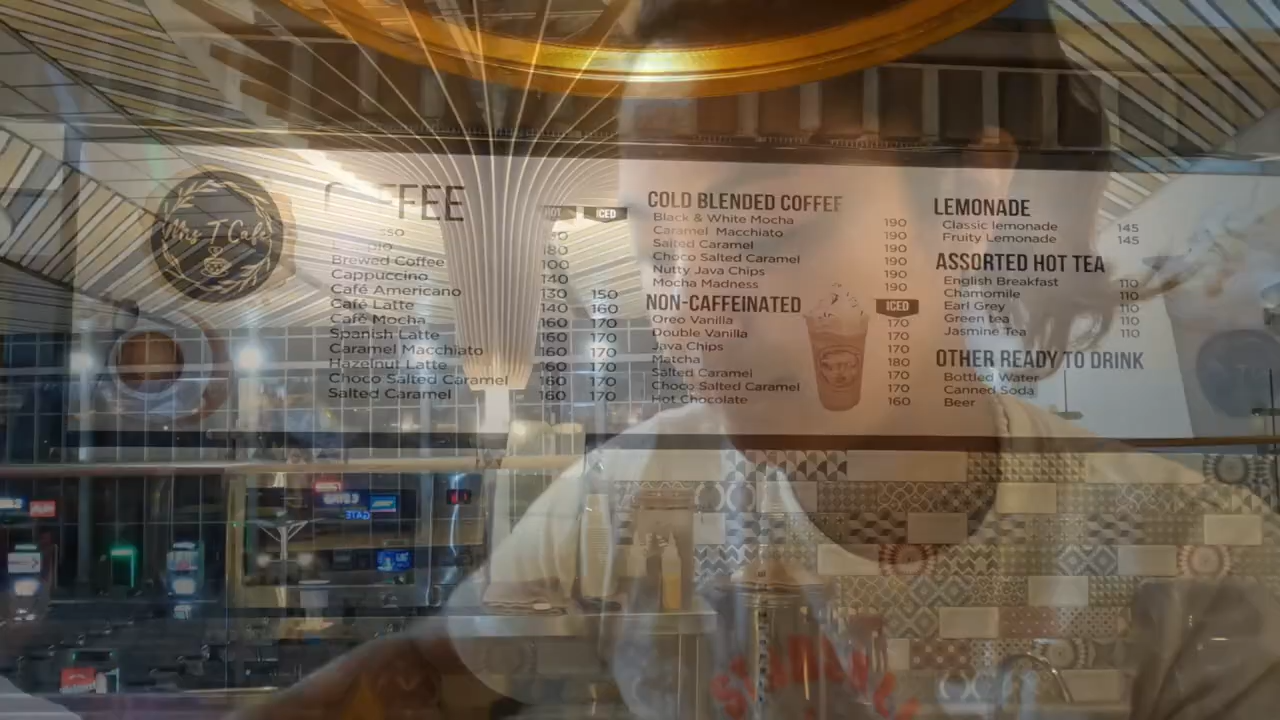 Mrs T Cafe
HOT ICED
180
Brewed Coffee 100
Cappuccino 140
Café Americano 130 150
Café Latte 140 160
Café Mocha 160 170
Spanish Latte 160 170
Caramel Macchiato 160 170
Hazelnut Latte 160 170
Choco Salted Caramel 160 170
Salted Caramel 160 170
COLD BLENDED COFFEE
Black & White Mocha 190
Caramel Macchiato 190
Salted Caramel 190
Choco Salted Caramel 190
Nutty Java Chips 190
Mocha Madness 190
NON-CAFFEINATED ICED
Oreo Vanilla 170
Double Vanilla 170
Java Chips 170
Matcha 180
Salted Caramel 170
Choco Salted Caramel 170
Hot Chocolate 160
LEMONADE
Classic lemonade 145
Fruity Lemonade 145
ASSORTED HOT TEA
English Breakfast 110
Chamomile 110
Earl Grey 110
Green tea 110
Jasmine Tea 110
OTHER READY TO DRINK
Bottled Water
Canned Soda
Beer
GATE